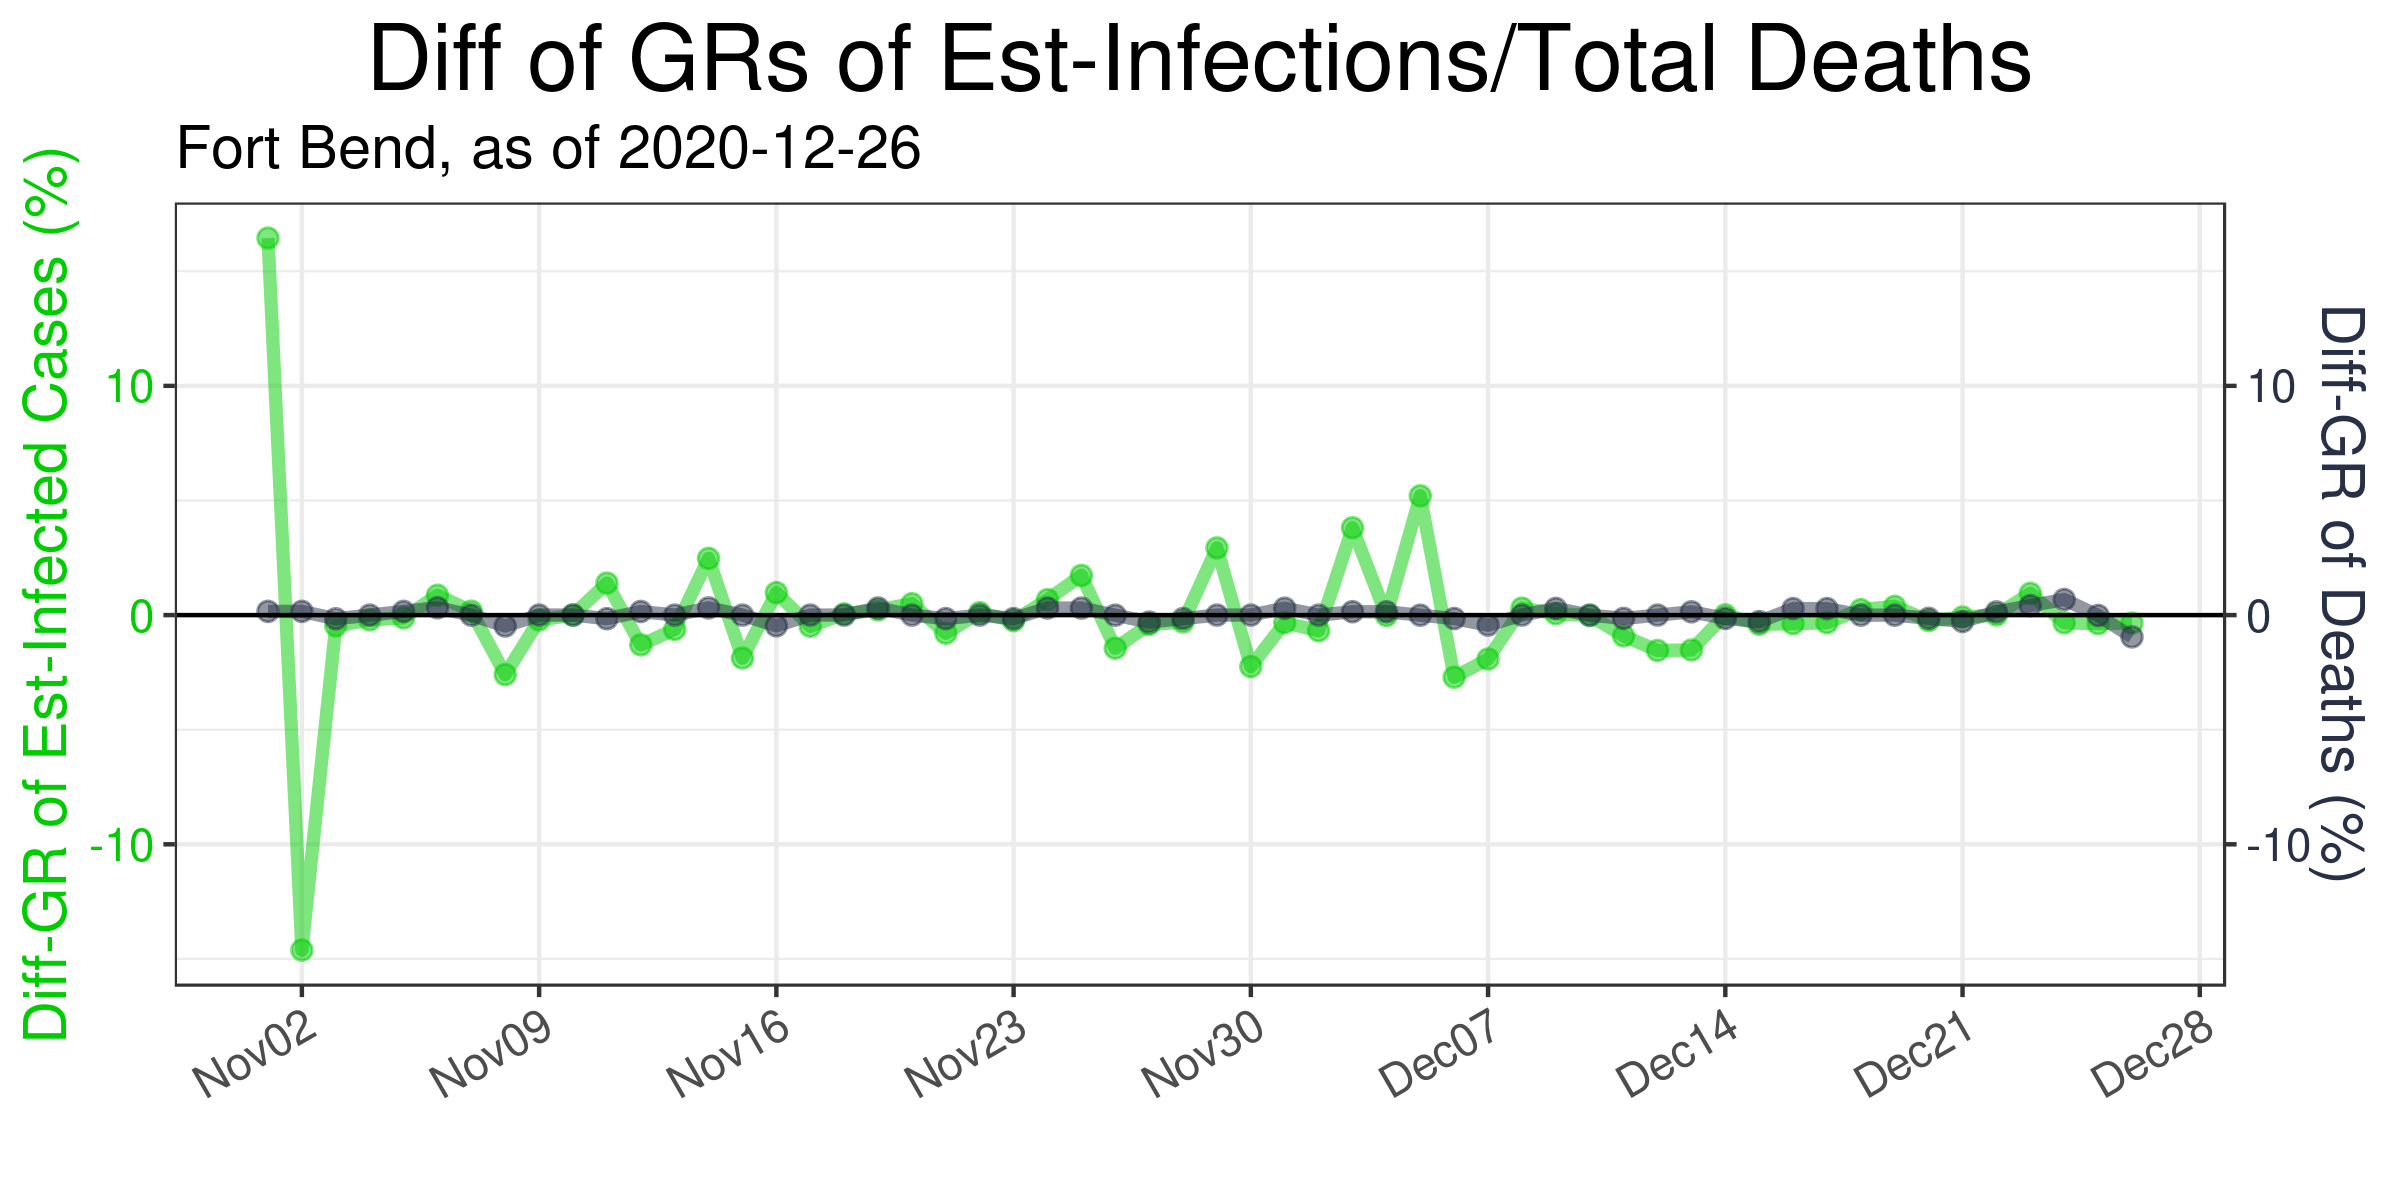 Diff of GRs of Est-Infections/Total Deaths
Fort Bend, as of 2020-12-26
Diff-GR of Est-Infected Cases (%)
10
0
-10
10
0
-10
Diff-GR of Deaths (%)
Nov02
Nov09
Nov16
Nov23
Nov30
Dec07
Dec14
Dec21
Dec28